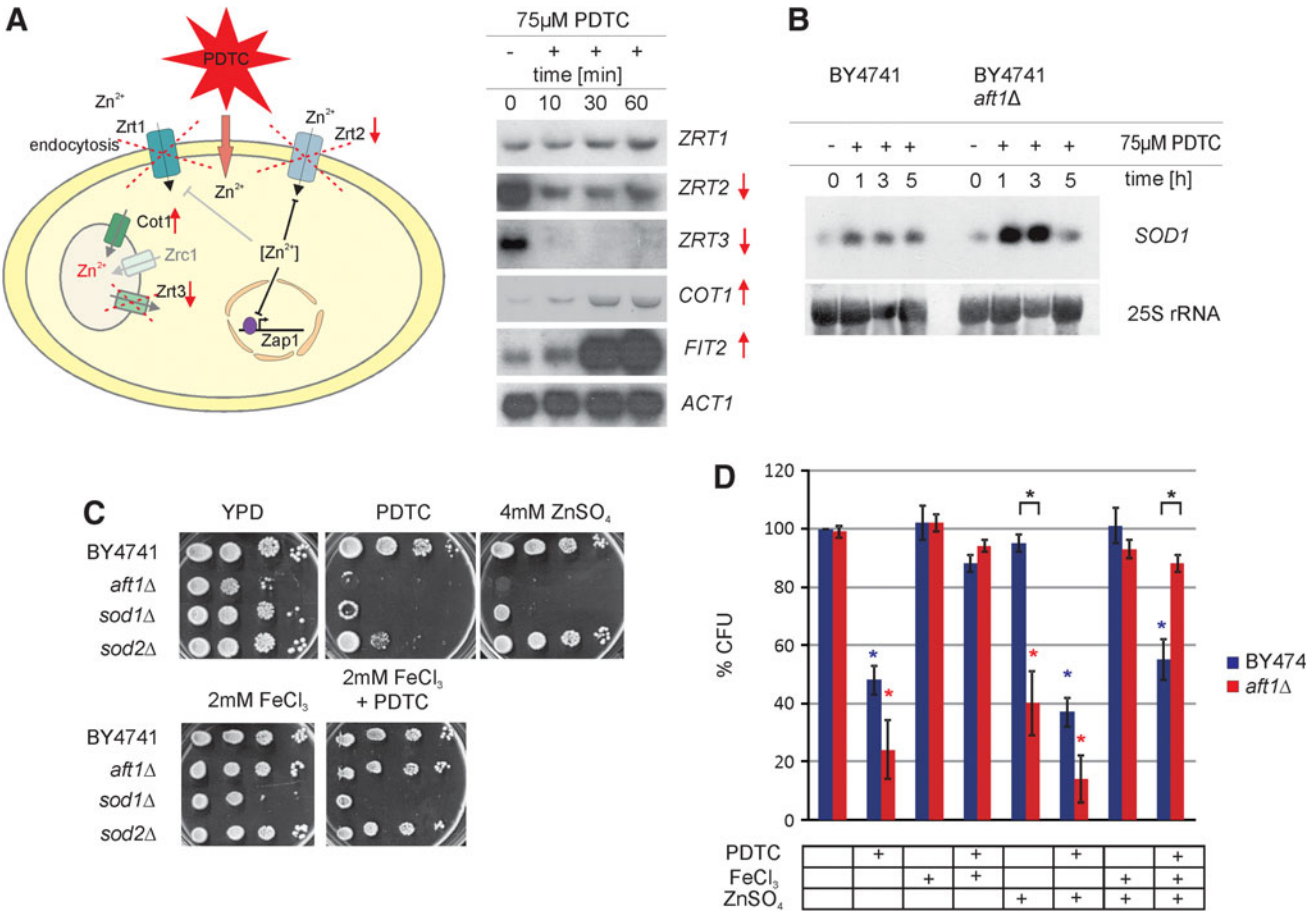 A
PDTC
Zn²⁺
Zn²⁺
Zrt1
Zrt2
endocytosis
Zn²⁺
Cot1
Zrc1
[Zn²⁺]
Zn²⁺
Zrt3
Zap1
75µM PDTC
- + + +
time [min]
0 10 30 60
ZRT1
ZRT2
ZRT3
COT1
FIT2
ACT1
B
BY4741 BY4741
aft1Δ
- + + + - + + + 75µM PDTC
0 1 3 5 0 1 3 5 time [h]
SOD1
25S rRNA
C
YPD PDTC 4mM ZnSO₄
BY4741
aft1Δ
sod1Δ
sod2Δ
2mM FeCl₃ 2mM FeCl₃
+ PDTC
BY4741
aft1Δ
sod1Δ
sod2Δ
D
% CFU
120
100
80
60
40
20
0
* * * * * * * *
BY474
aft1Δ
PDTC + + + +
FeCl₃ + + + +
ZnSO₄ + + + +